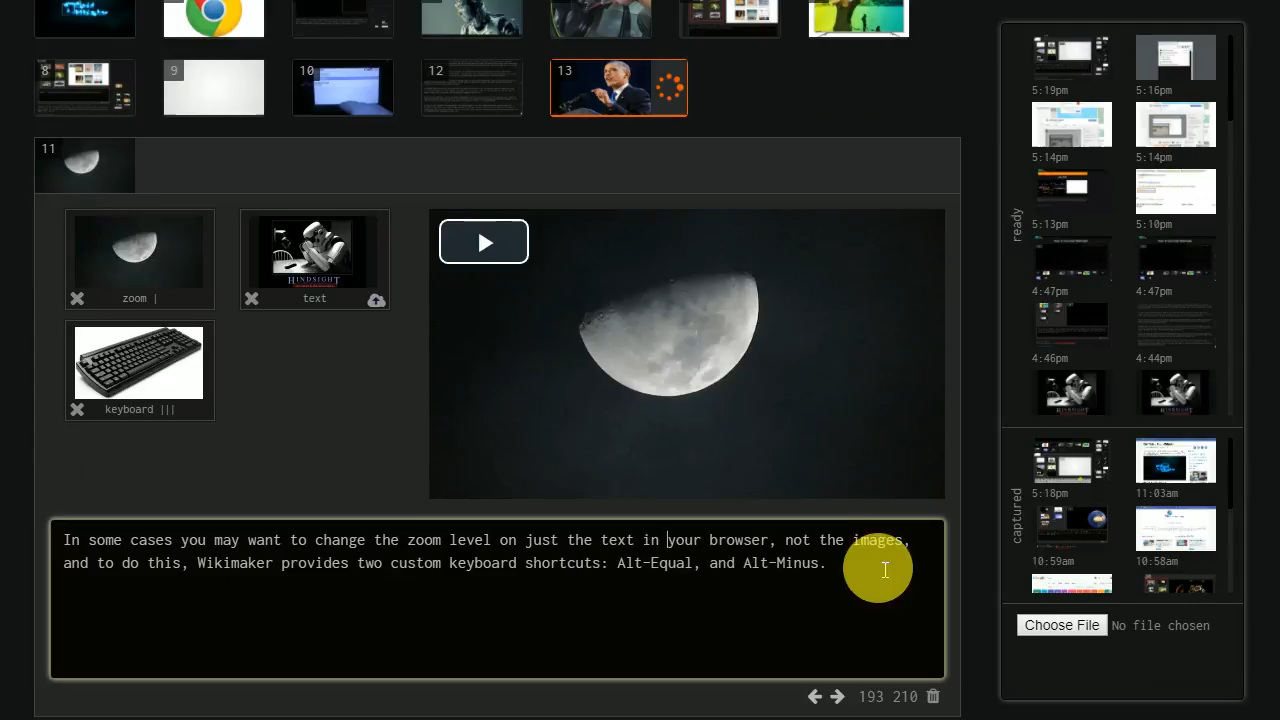 8
9
10
12
13
11
zoom |
HINDSIGHT
text
keyboard |||
In some cases you may want to change the zoom level on just the text in your browser, not the images,
and to do this, Wikimaker provides two custom keyboard shortcuts: Alt-Equal, and Alt-Minus.
193 210
ready
5:19pm
5:16pm
5:14pm
5:14pm
5:13pm
5:10pm
4:47pm
4:47pm
4:46pm
4:44pm
captured
5:18pm
11:03am
10:59am
10:58am
Choose File No file chosen